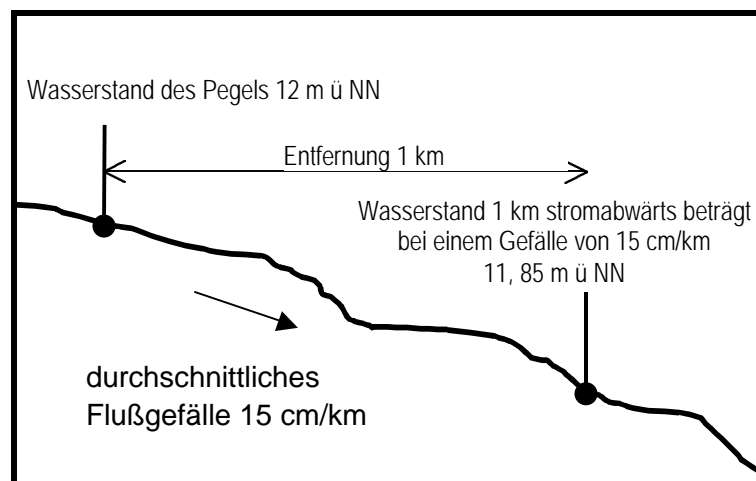 Wasserstand des Pegels 12 m ü NN
Entfernung 1 km
Wasserstand 1 km stromabwärts beträgt
bei einem Gefälle von 15 cm/km
11, 85 m ü NN
durchschnittliches
Flußgefälle 15 cm/km